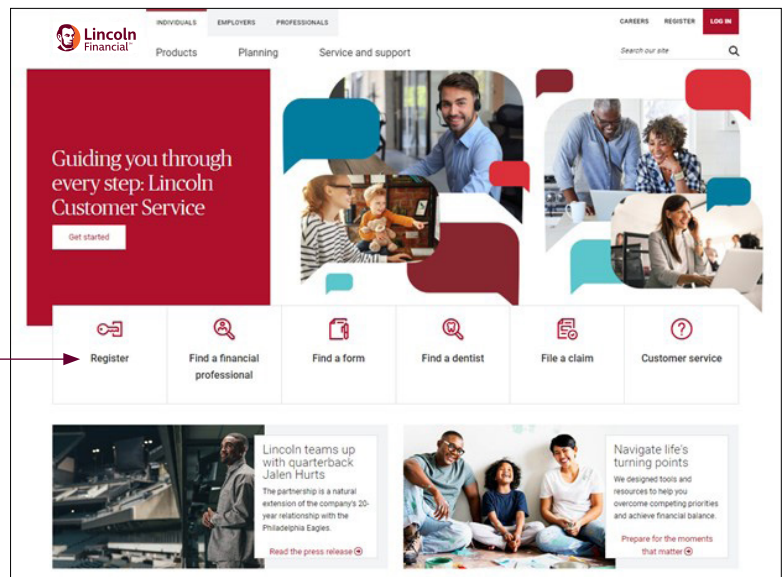 INDIVIDUALS EMPLOYERS PROFESSIONALS
CAREERS REGISTER LOG IN
Lincoln
Financial™
Products Planning Service and support
Search our site
Guiding you through
every step: Lincoln
Customer Service
Get started
Register
Find a financial
professional
Find a form
Find a dentist
File a claim
Customer service
Lincoln teams up
with quarterback
Jalen Hurts
The partnership is a natural
extension of the company's 20-
year relationship with the
Philadelphia Eagles.
Read the press release
Navigate life's
turning points
We designed tools and
resources to help you
overcome competing priorities
and achieve financial balance.
Prepare for the moments
that matter